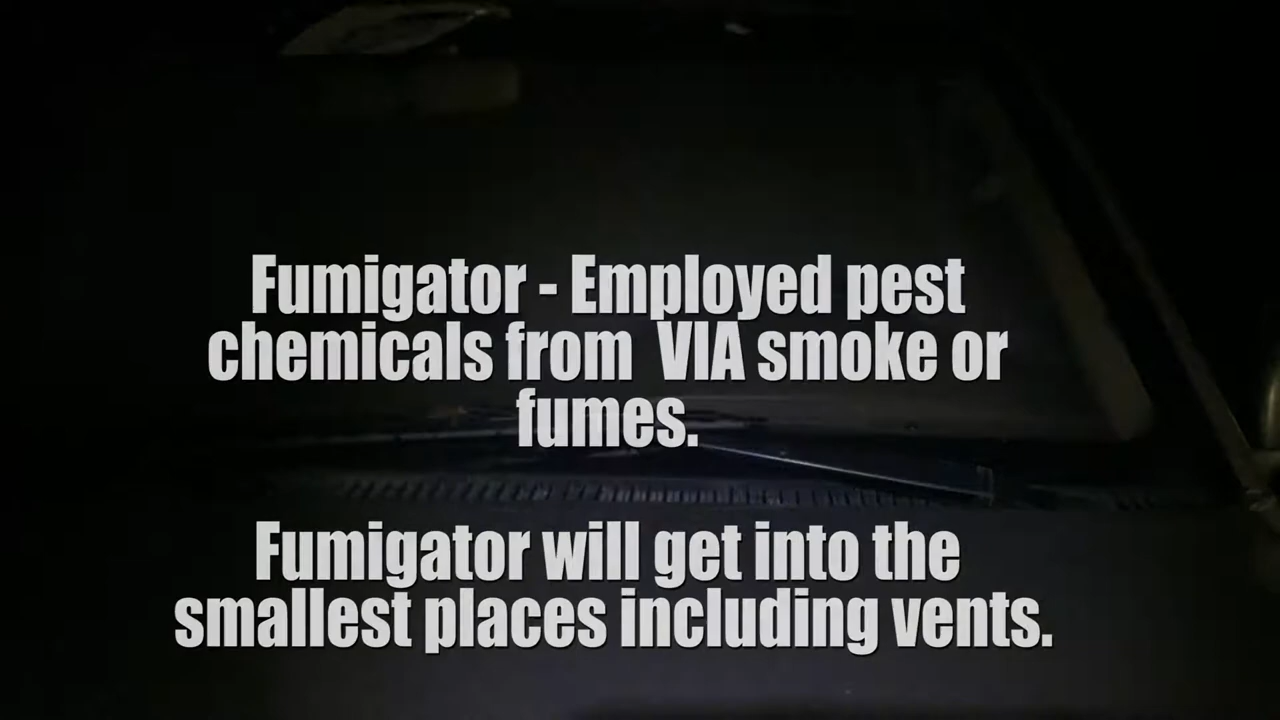 Fumigator - Employed pest
chemicals from  VIA smoke or
fumes.
Fumigator will get into the
smallest places including vents.